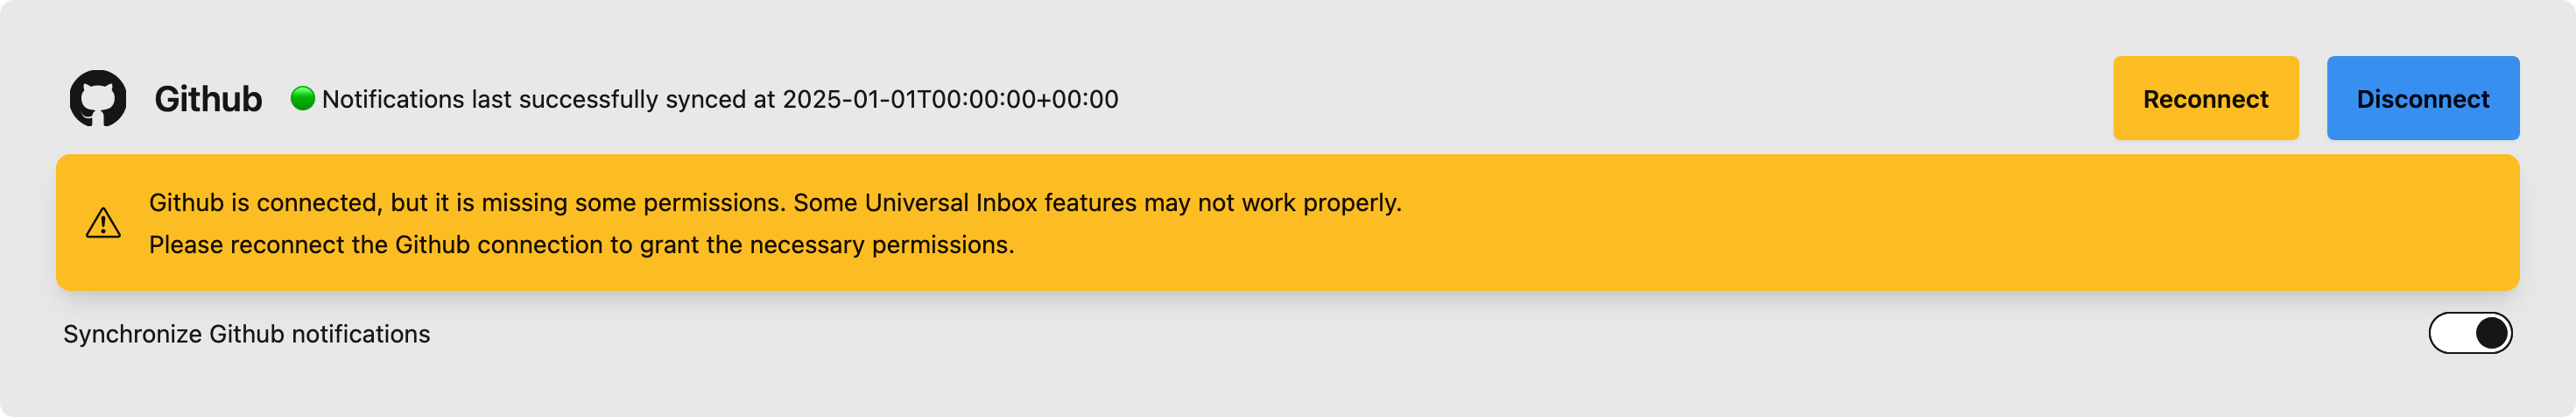 Github
🟢 Notifications last successfully synced at 2025-01-01T00:00:00+00:00
Reconnect
Disconnect
Github is connected, but it is missing some permissions. Some Universal Inbox features may not work properly.
Please reconnect the Github connection to grant the necessary permissions.
Synchronize Github notifications